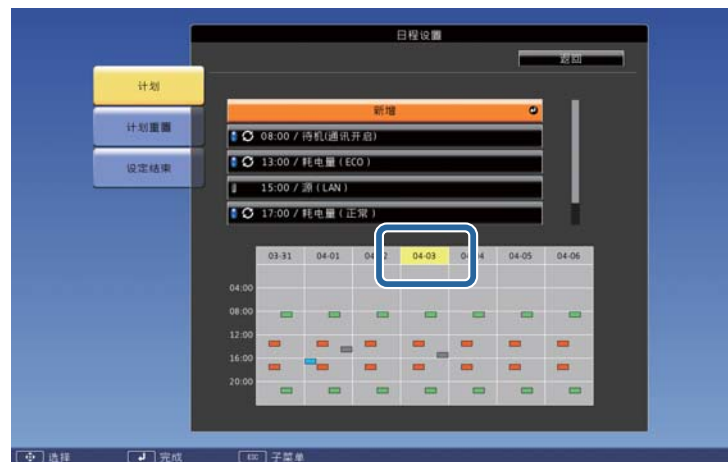 日程设置
返回
计划
计划重置
设定结束
新增
08:00 / 待机(通讯开启)
13:00 / 耗电量 ( ECO )
15:00 / 源 ( LAN )
17:00 / 耗电量 ( 正常 )
03-31 04-01 04-03 04-05 04-06
04:00
08:00
12:00
16:00
20:00
选择 完成 ESC 子菜单